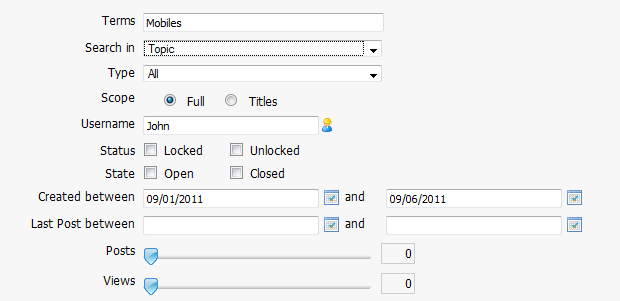 Terms Mobiles
Search in Topic
Type All
Scope Full Titles
Username John
Status Locked Unlocked
State Open Closed
Created between 09/01/2011 and 09/06/2011
Last Post between and
Posts 0
Views 0